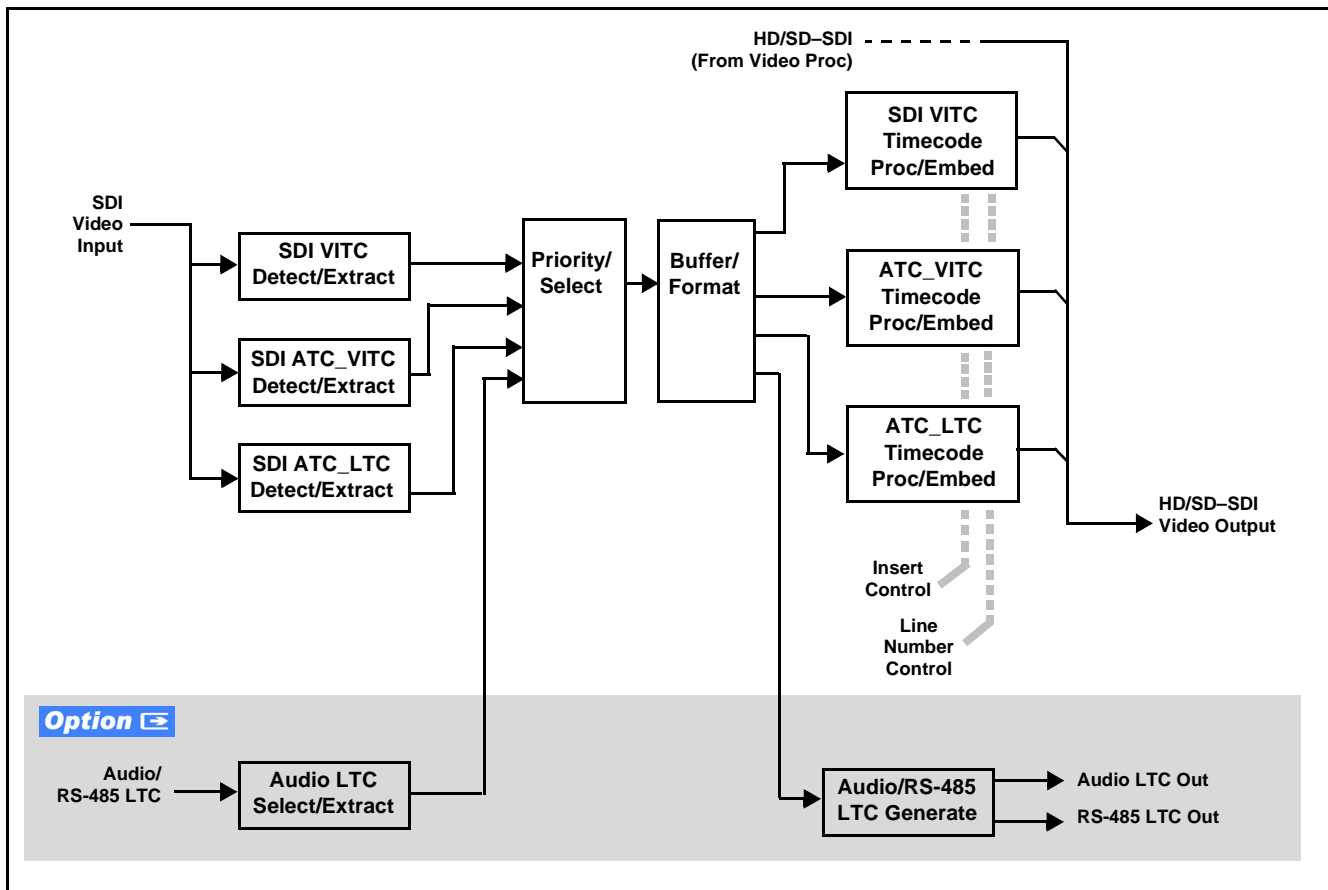 HD/SD–SDI
(From Video Proc)
SDI VITC
Timecode
Proc/Embed
SDI
Video
Input
SDI VITC
Detect/Extract
Priority/
Select
Buffer/
Format
ATC_VITC
Timecode
Proc/Embed
SDI ATC_VITC
Detect/Extract
SDI ATC_LTC
Detect/Extract
ATC_LTC
Timecode
Proc/Embed
HD/SD–SDI
Video Output
Insert
Control
Line
Number
Control
Option
Audio/
RS-485 LTC
Audio LTC
Select/Extract
Audio/RS-485
LTC Generate
Audio LTC Out
RS-485 LTC Out